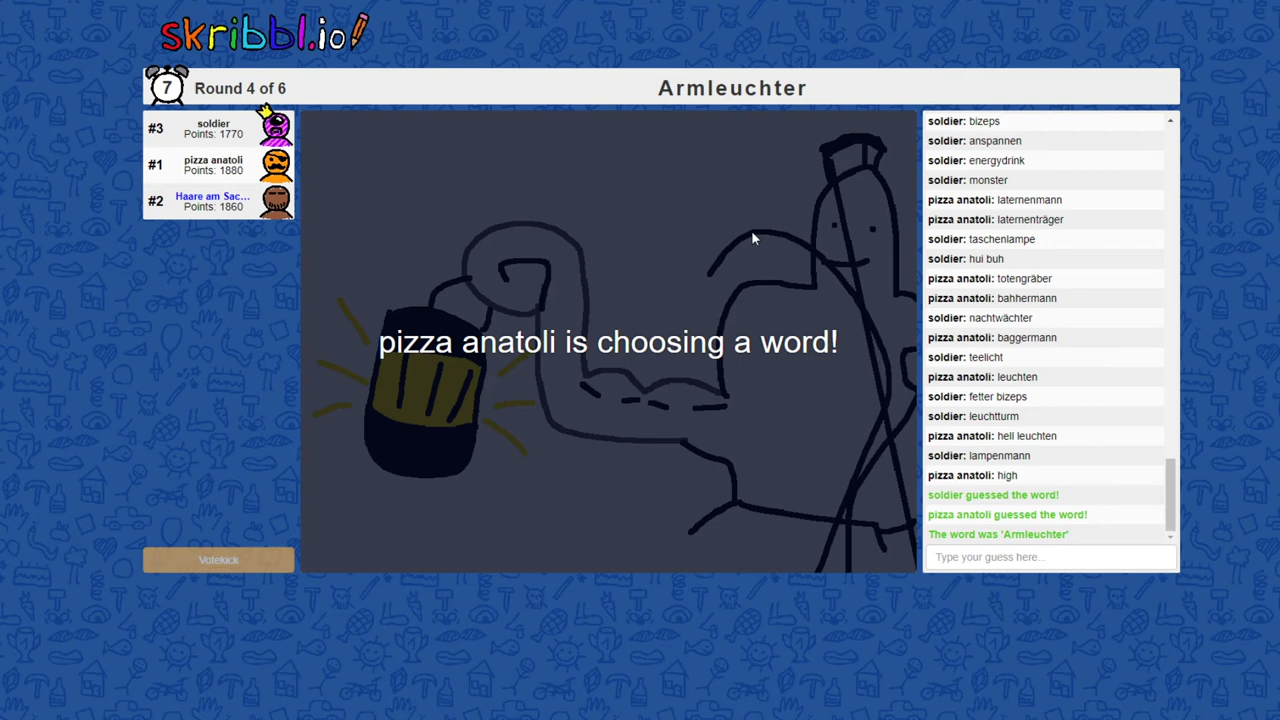 skribbl.io
7
Round 4 of 6
Armleuchter
#3
soldier
Points: 1770
#1
pizza anatoli
Points: 1880
#2
Haare am Sac...
Points: 1860
Votekick
pizza anatoli is choosing a word!
soldier: bizeps
soldier: anspannen
soldier: energydrink
soldier: monster
pizza anatoli: laternenmann
pizza anatoli: laternenträger
soldier: taschenlampe
soldier: hui buh
pizza anatoli: totengräber
pizza anatoli: bahhermann
soldier: nachtwächter
pizza anatoli: baggermann
soldier: teelicht
pizza anatoli: leuchten
soldier: fetter bizeps
soldier: leuchtturm
pizza anatoli: hell leuchten
soldier: lampenmann
pizza anatoli: high
soldier guessed the word!
pizza anatoli guessed the word!
The word was 'Armleuchter'
Type your guess here...